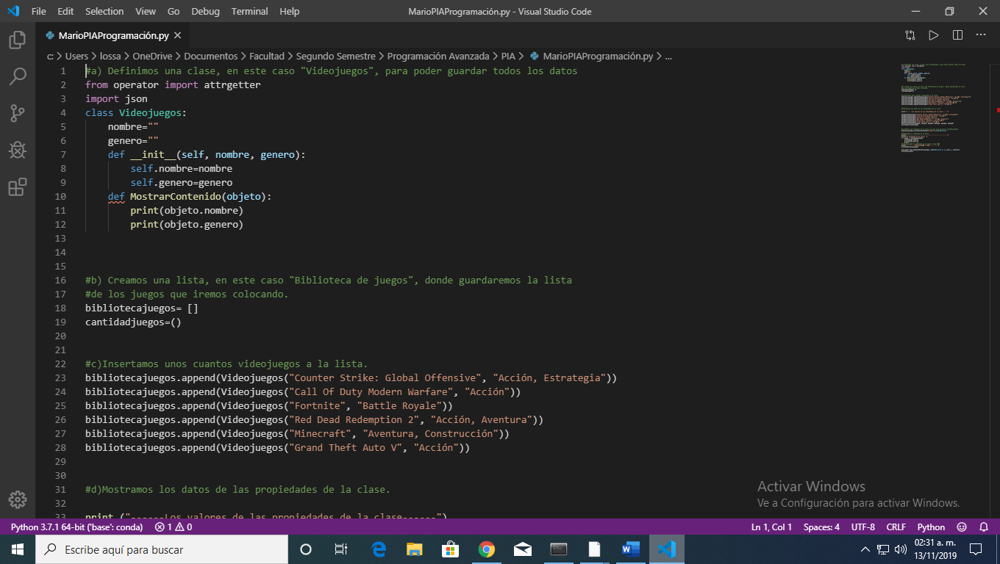 File Edit Selection View Go Debug Terminal Help
MarioPIAProgramación.py - Visual Studio Code
MarioPIAProgramación.py
c: > Users > lossa > OneDrive > Documentos > Facultad > Segundo Semestre > Programación Avanzada > PIA > MarioPIAProgramación.py > ...
1 #a) Definimos una clase, en este caso "Videojuegos", para poder guardar todos los datos
2 from operator import attrgetter
3 import json
4 class Videojuegos:
5     nombre=""
6     genero=""
7     def __init__(self, nombre, genero):
8         self.nombre=nombre
9         self.genero=genero
10     def MostrarContenido(objeto):
11         print(objeto.nombre)
12         print(objeto.genero)
13
14
15
16 #b) Creamos una lista, en este caso "Biblioteca de juegos", donde guardaremos la lista
17 #de los juegos que iremos colocando.
18 bibliotecajuegos= []
19 cantidadjuegos=()
20
21
22 #c)Insertamos unos cuantos videojuegos a la lista.
23 bibliotecajuegos.append(Videojuegos("Counter Strike: Global Offensive", "Acción, Estrategia"))
24 bibliotecajuegos.append(Videojuegos("Call Of Duty Modern Warfare", "Acción"))
25 bibliotecajuegos.append(Videojuegos("Fortnite", "Battle Royale"))
26 bibliotecajuegos.append(Videojuegos("Red Dead Redemption 2", "Acción, Aventura"))
27 bibliotecajuegos.append(Videojuegos("Minecraft", "Aventura, Construcción"))
28 bibliotecajuegos.append(Videojuegos("Grand Theft Auto V", "Acción"))
29
30
31 #d)Mostramos los datos de las propiedades de la clase.
32
33 print ("------Los valores de las propiedades de la clase------")
Activar Windows
Ve a Configuración para activar Windows.
Python 3.7.1 64-bit ('base': conda) 1 0 Ln 1, Col 1 Spaces: 4 UTF-8 CRLF Python
Escribe aquí para buscar
02:31 a. m.
13/11/2019